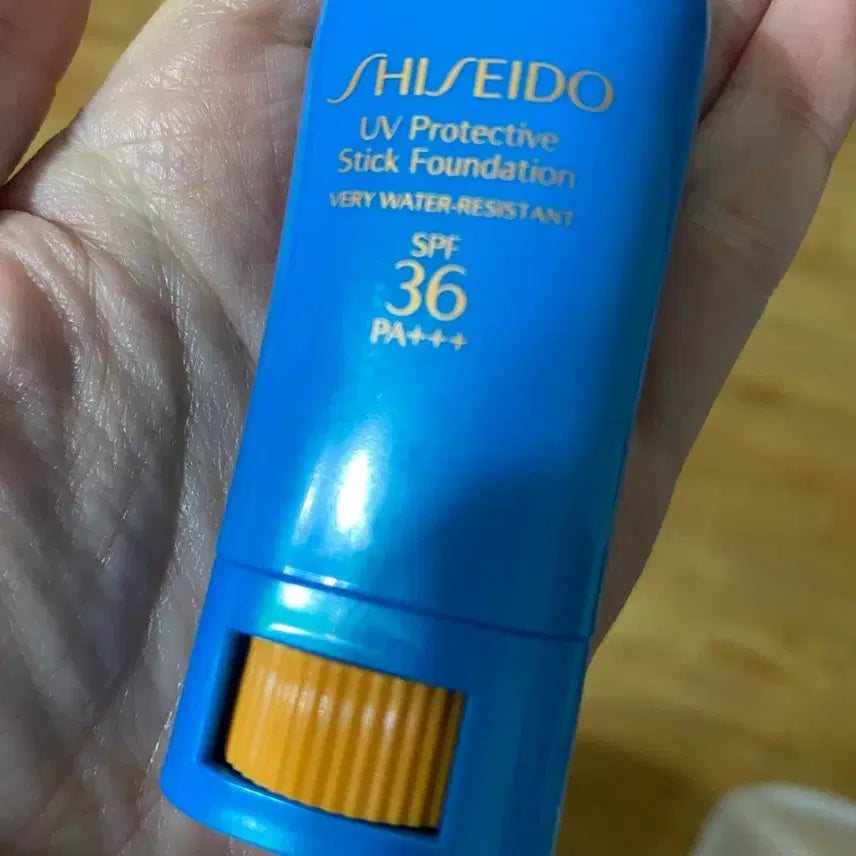 SHISEIDO
UV Protective
Stick Foundation
VERY WATER-RESISTANT
SPF
36
PA+++